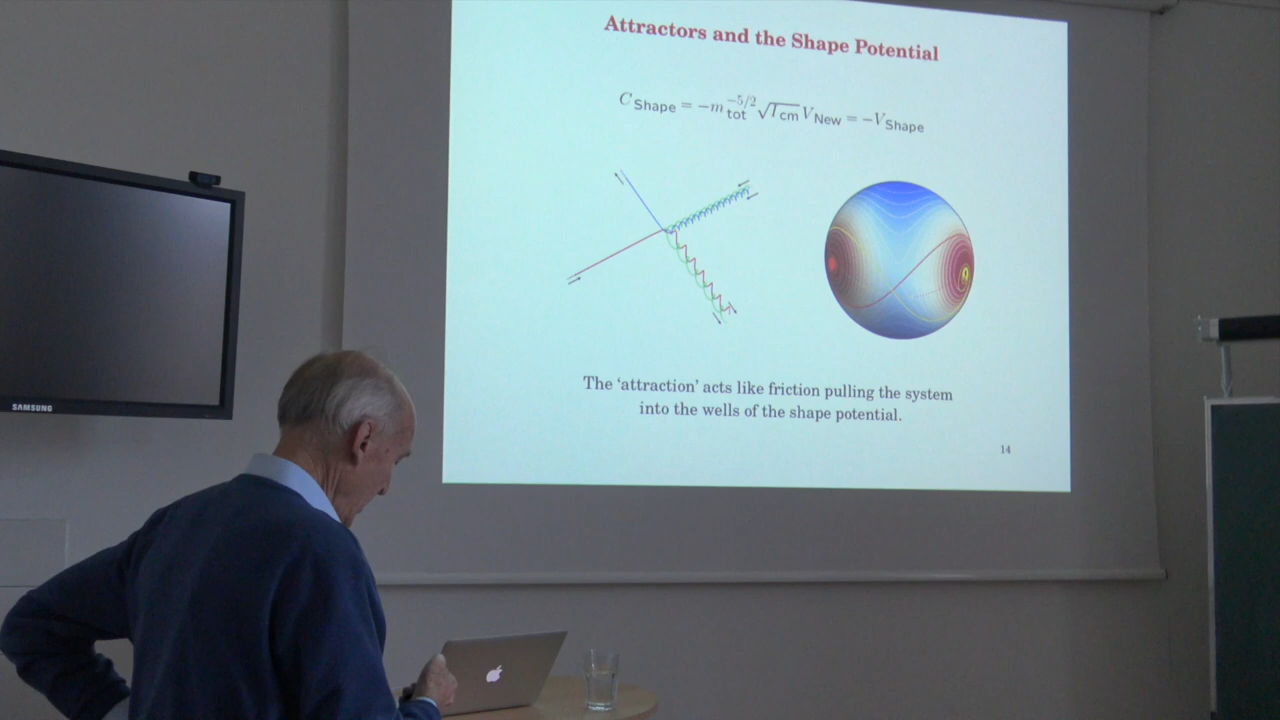 Attractors and the Shape Potential
C_Shape = −m_tot^{−5/2} √I_cm V_New = −V_Shape
The ‘attraction’ acts like friction pulling the system
into the wells of the shape potential.
14
SAMSUNG